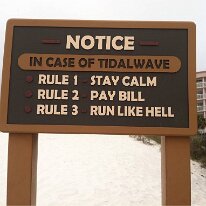 NOTICE
IN CASE OF TIDALWAVE
RULE 1 STAY CALM
RULE 2 PAY BILL
RULE 3 RUN LIKE HELL